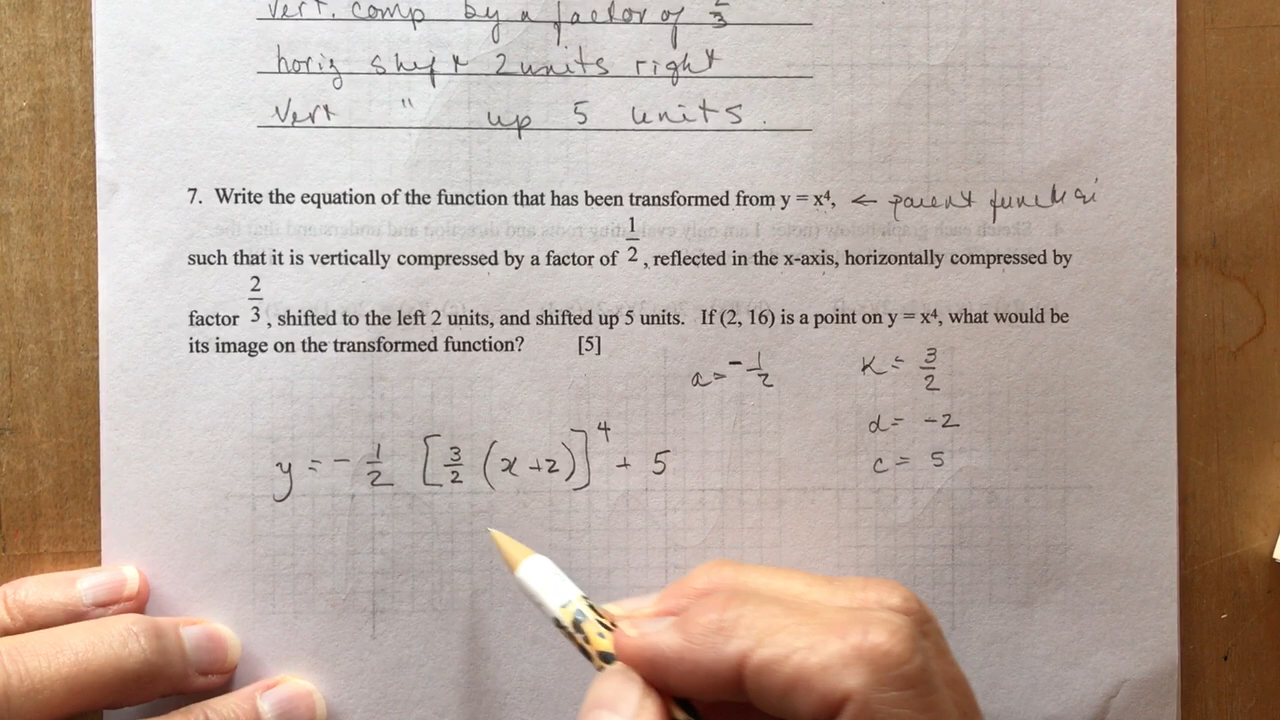 Vert. comp by a factor of 2/3
horiz shift 2 units right
Vert " up 5 units.
7. Write the equation of the function that has been transformed from y = x⁴, ← parent function
such that it is vertically compressed by a factor of 1/2, reflected in the x-axis, horizontally compressed by
factor 2/3, shifted to the left 2 units, and shifted up 5 units. If (2, 16) is a point on y = x⁴, what would be
its image on the transformed function? [5]
a = -1/2
K = 3/2
d = -2
c = 5
y = - 1/2 [3/2 (x+2)]⁴ + 5